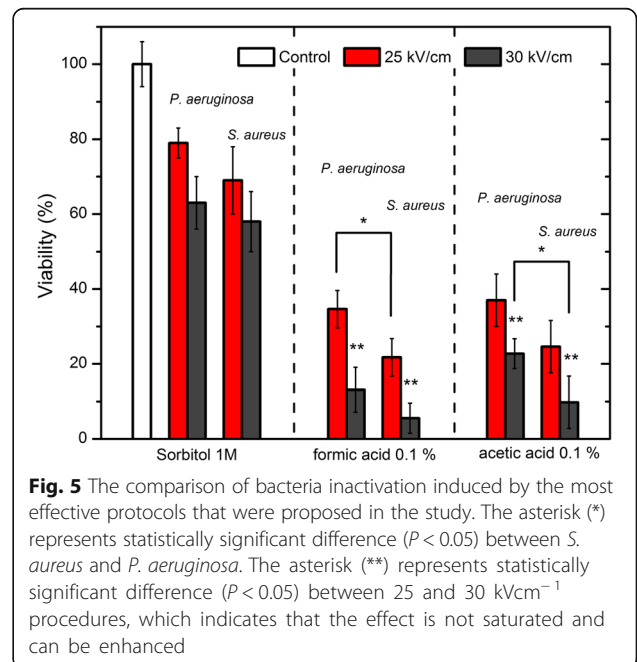 Control 25 kV/cm 30 kV/cm
100
80
60
40
20
0
Viability (%)
P. aeruginosa
S. aureus
P. aeruginosa
S. aureus
P. aeruginosa
S. aureus
*
*
**
**
**
**
Sorbitol 1M formic acid 0.1 % acetic acid 0.1 %
Fig. 5 The comparison of bacteria inactivation induced by the most
effective protocols that were proposed in the study. The asterisk (*)
represents statistically significant difference (P < 0.05) between S.
aureus and P. aeruginosa. The asterisk (**) represents statistically
significant difference (P < 0.05) between 25 and 30 kVcm⁻¹
procedures, which indicates that the effect is not saturated and
can be enhanced